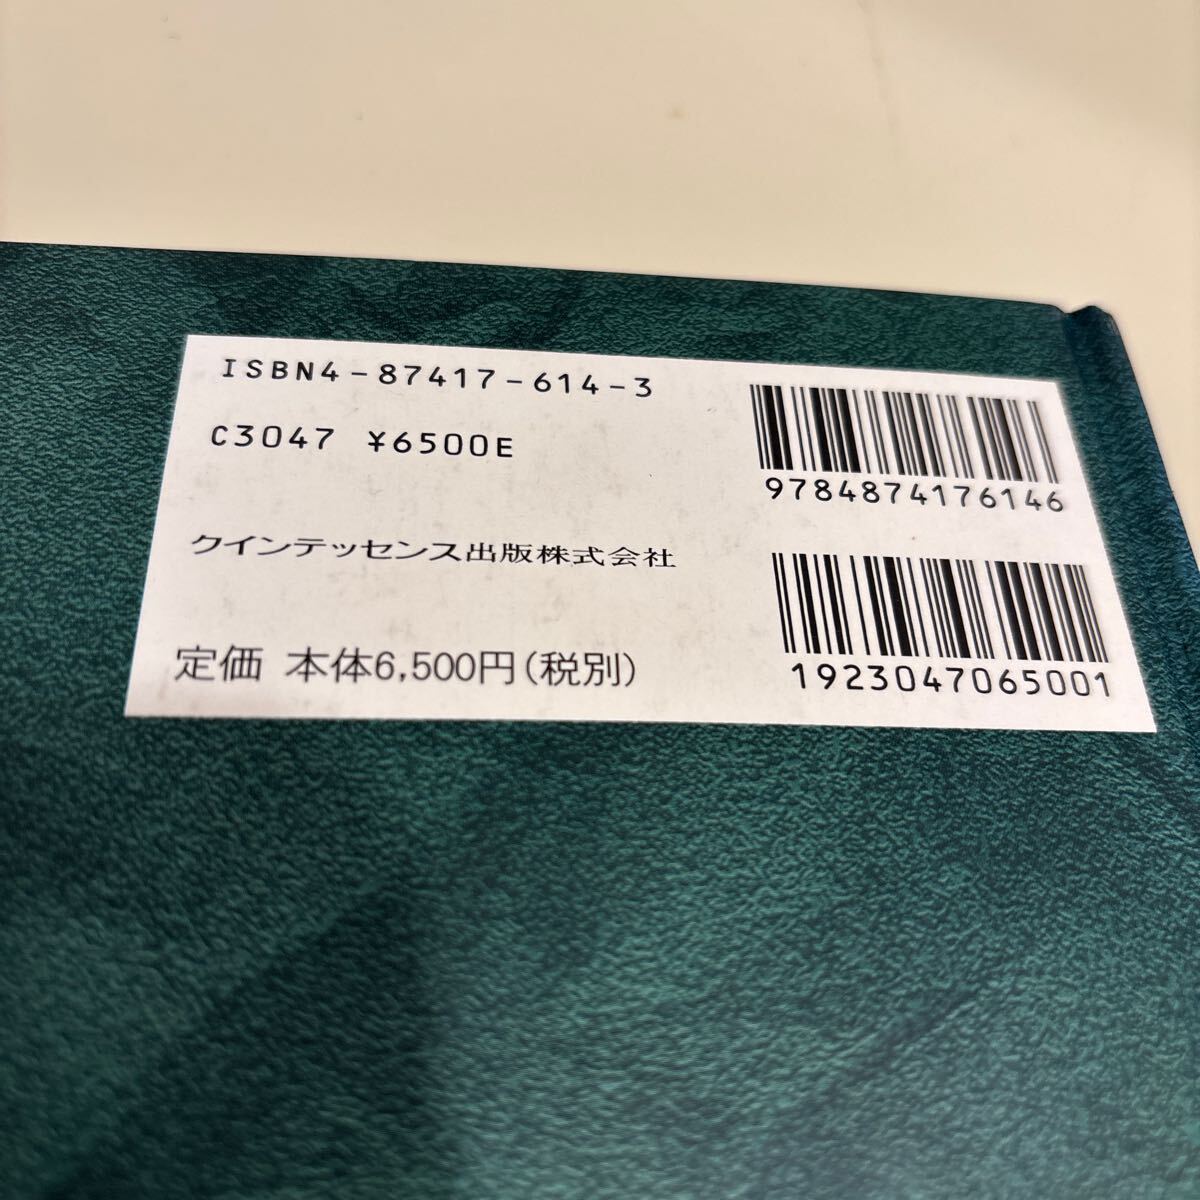 ISBN4-87417-614-3
C3047 ¥6500E
クインテッセンス出版株式会社
定価 本体6,500円(税別)
9784874176146
1923047065001